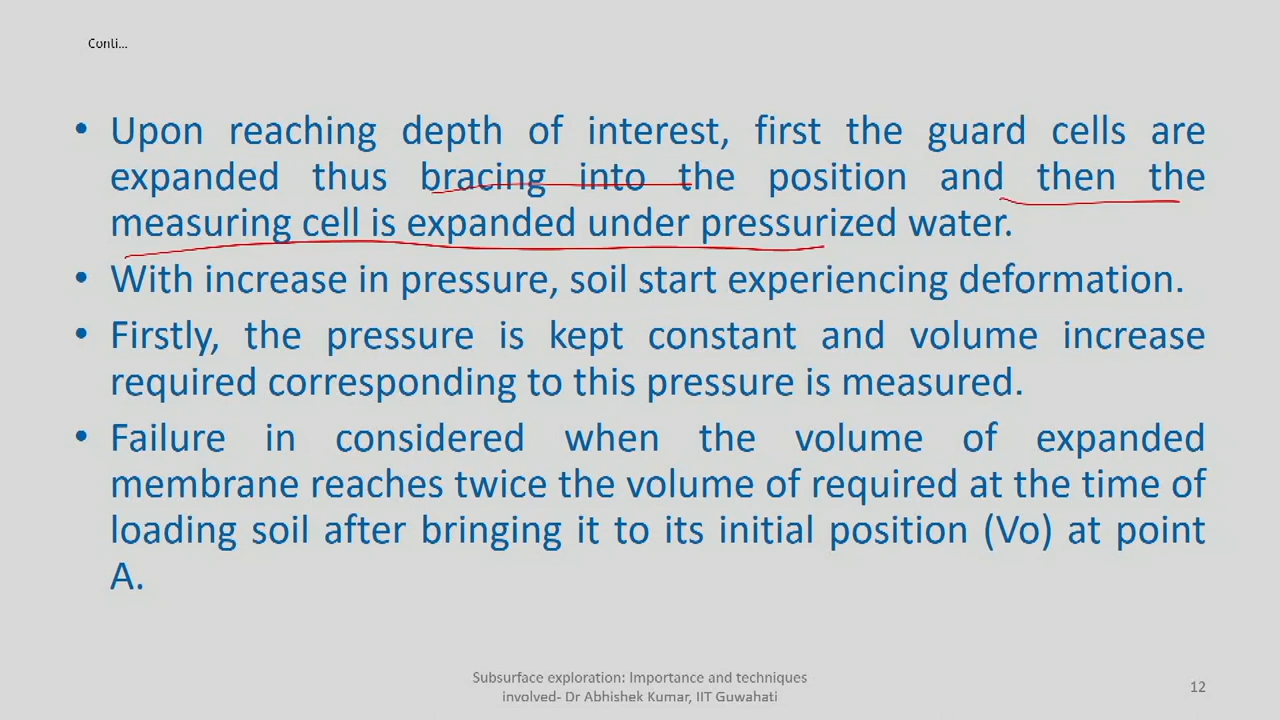 Conti...
• Upon reaching depth of interest, first the guard cells are
expanded thus bracing into the position and then the
measuring cell is expanded under pressurized water.
• With increase in pressure, soil start experiencing deformation.
• Firstly, the pressure is kept constant and volume increase
required corresponding to this pressure is measured.
• Failure in considered when the volume of expanded
membrane reaches twice the volume of required at the time of
loading soil after bringing it to its initial position (Vo) at point
A.
Subsurface exploration: Importance and techniques
involved- Dr Abhishek Kumar, IIT Guwahati
12